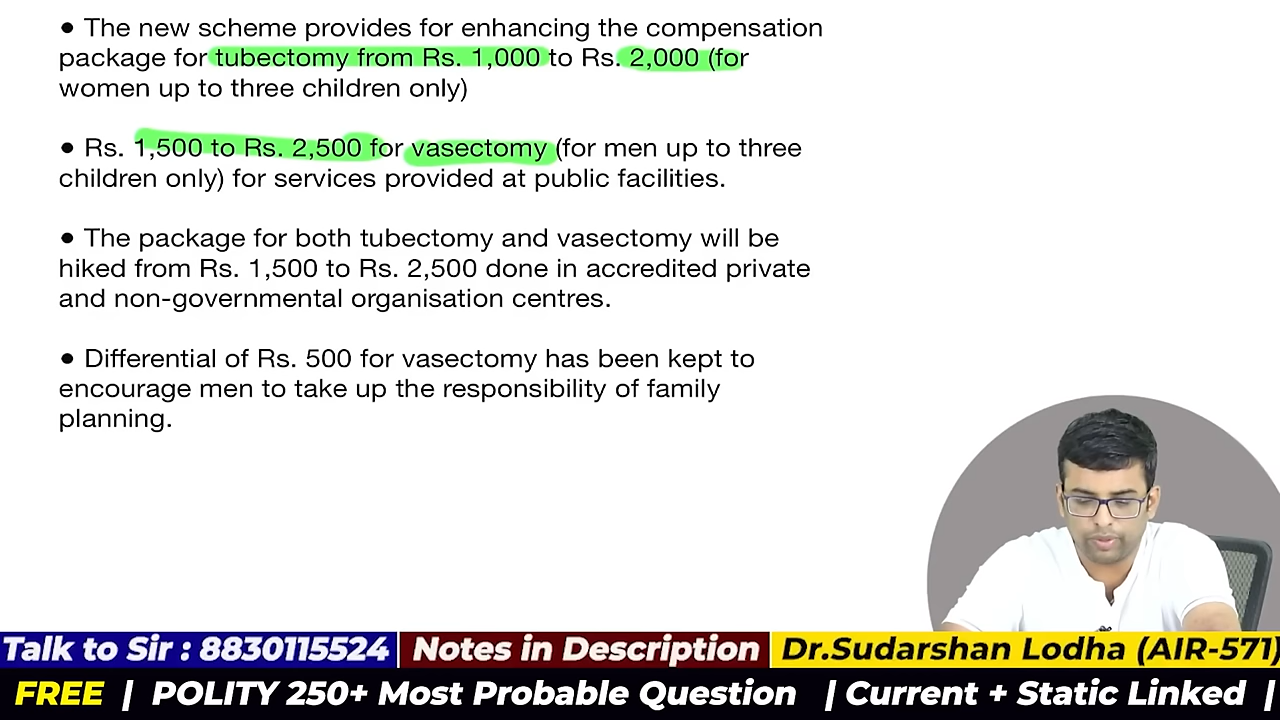 • The new scheme provides for enhancing the compensation
package for tubectomy from Rs. 1,000 to Rs. 2,000 (for
women up to three children only)
• Rs. 1,500 to Rs. 2,500 for vasectomy (for men up to three
children only) for services provided at public facilities.
• The package for both tubectomy and vasectomy will be
hiked from Rs. 1,500 to Rs. 2,500 done in accredited private
and non-governmental organisation centres.
• Differential of Rs. 500 for vasectomy has been kept to
encourage men to take up the responsibility of family
planning.
Talk to Sir : 8830115524 Notes in Description Dr.Sudarshan Lodha (AIR-571)
FREE | POLITY 250+ Most Probable Question | Current + Static Linked |